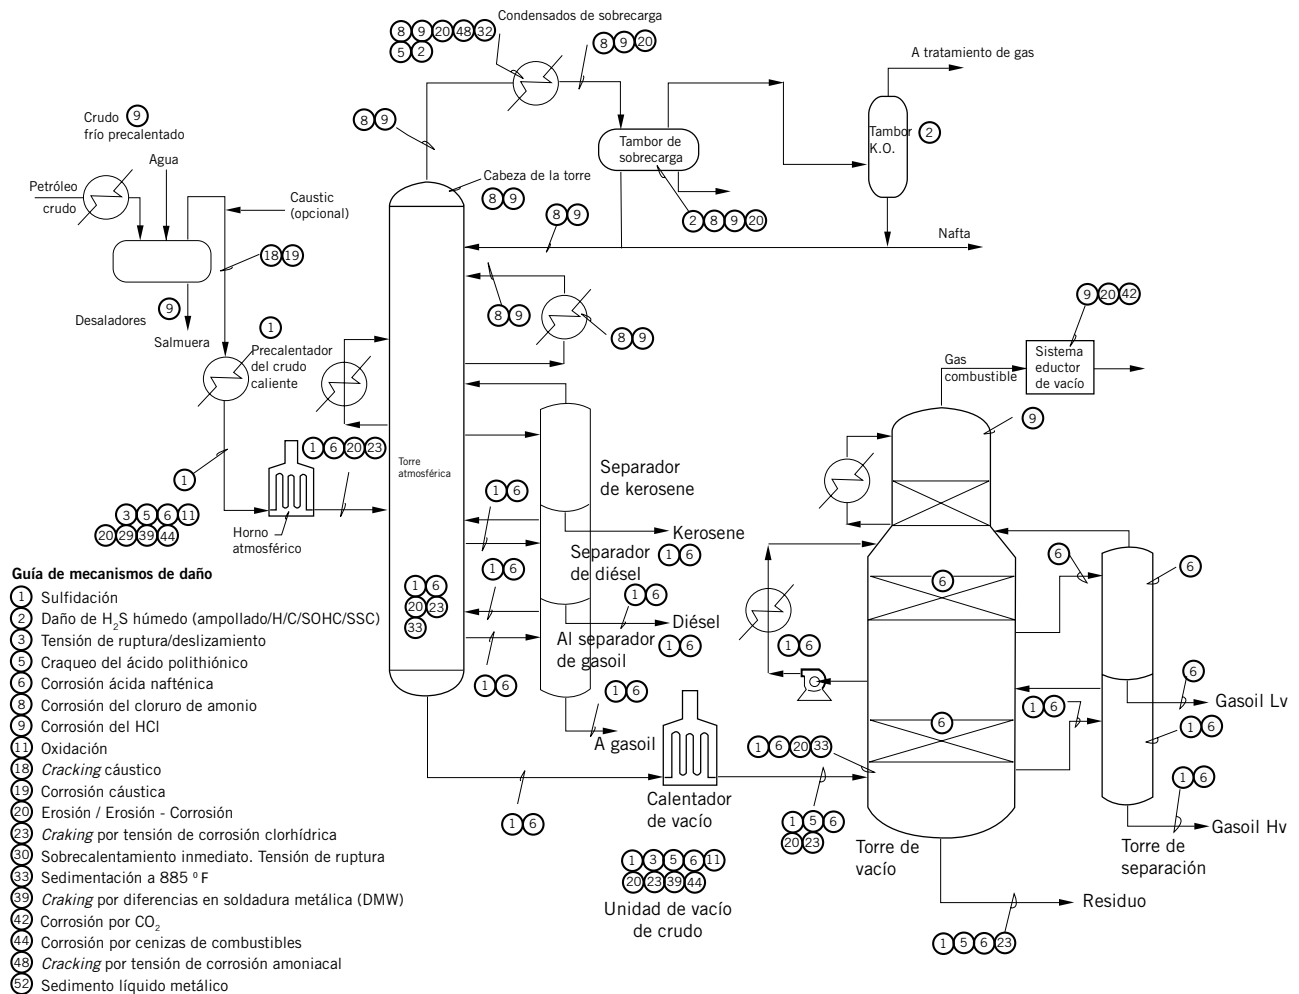 Condensados de sobrecarga
8 9 20 48 32
5 2
8 9 20
A tratamiento de gas
Crudo 9
frío precalentado
8 9
Agua
Tambor de
sobrecarga
Tambor 2
K.O.
Petróleo
crudo
Cabeza de la torre
8 9
Caustic
(opcional)
2 8 9 20
8 9
Nafta
18 19
9
Desaladores
Salmuera
8 9
8 9
9 20 42
1
Precalentador
del crudo
caliente
Gas
combustible
Sistema
eductor
de vacío
9
1 6 20 23
Torre
atmosférica
Separador
de kerosene
1
1 6
3 5 6 11
20 29 39 44
Horno
atmosférico
Kerosene
1 6
Separador
de diésel
1 6
1 6
20 23
33
1 6
Diésel
1 6
Al separador
de gasoil
1 6
1 6
A gasoil
6
6
6
1 6
6
Gasoil Lv
1 6
1 6
6
1 6 20 33
1 6
Calentador
de vacío
1 6
1 5 6
20 23
Gasoil Hv
Torre de
vacío
Torre de
separación
1 3 5 6 11
20 23 39 44
Unidad de vacío
de crudo
Residuo
1 5 6 23
Guía de mecanismos de daño
1 Sulfidación
2 Daño de H2S húmedo (ampollado/H/C/SOHC/SSC)
3 Tensión de ruptura/deslizamiento
5 Craqueo del ácido polithiónico
6 Corrosión ácida nafténica
8 Corrosión del cloruro de amonio
9 Corrosión del HCl
11 Oxidación
18 Cracking cáustico
19 Corrosión cáustica
20 Erosión / Erosión - Corrosión
23 Craking por tensión de corrosión clorhídrica
30 Sobrecalentamiento inmediato. Tensión de ruptura
33 Sedimentación a 885 ºF
39 Craking por diferencias en soldadura metálica (DMW)
42 Corrosión por CO2
44 Corrosión por cenizas de combustibles
48 Cracking por tensión de corrosión amoniacal
52 Sedimento líquido metálico